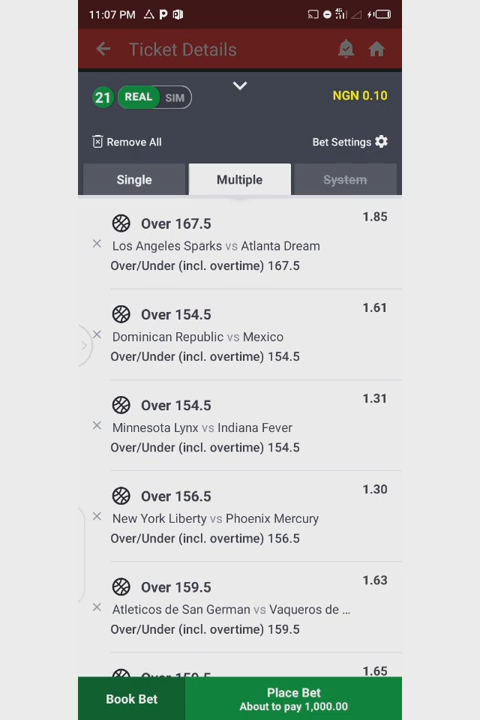 11:07 PM
Ticket Details
21 REAL SIM
NGN 0.10
Remove All
Bet Settings
Single Multiple System
Over 167.5 1.85
Los Angeles Sparks vs Atlanta Dream
Over/Under (incl. overtime) 167.5
Over 154.5 1.61
Dominican Republic vs Mexico
Over/Under (incl. overtime) 154.5
Over 154.5 1.31
Minnesota Lynx vs Indiana Fever
Over/Under (incl. overtime) 154.5
Over 156.5 1.30
New York Liberty vs Phoenix Mercury
Over/Under (incl. overtime) 156.5
Over 159.5 1.63
Atleticos de San German vs Vaqueros de ...
Over/Under (incl. overtime) 159.5
1.65
Book Bet
Place Bet
About to pay 1,000.00